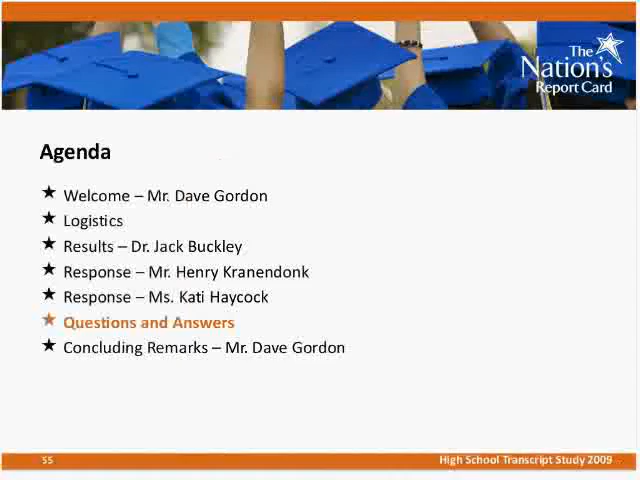 The
Nation's
Report Card
Agenda
★ Welcome – Mr. Dave Gordon
★ Logistics
★ Results – Dr. Jack Buckley
★ Response – Mr. Henry Kranendonk
★ Response – Ms. Kati Haycock
★ Questions and Answers
★ Concluding Remarks – Mr. Dave Gordon
55
High School Transcript Study 2009